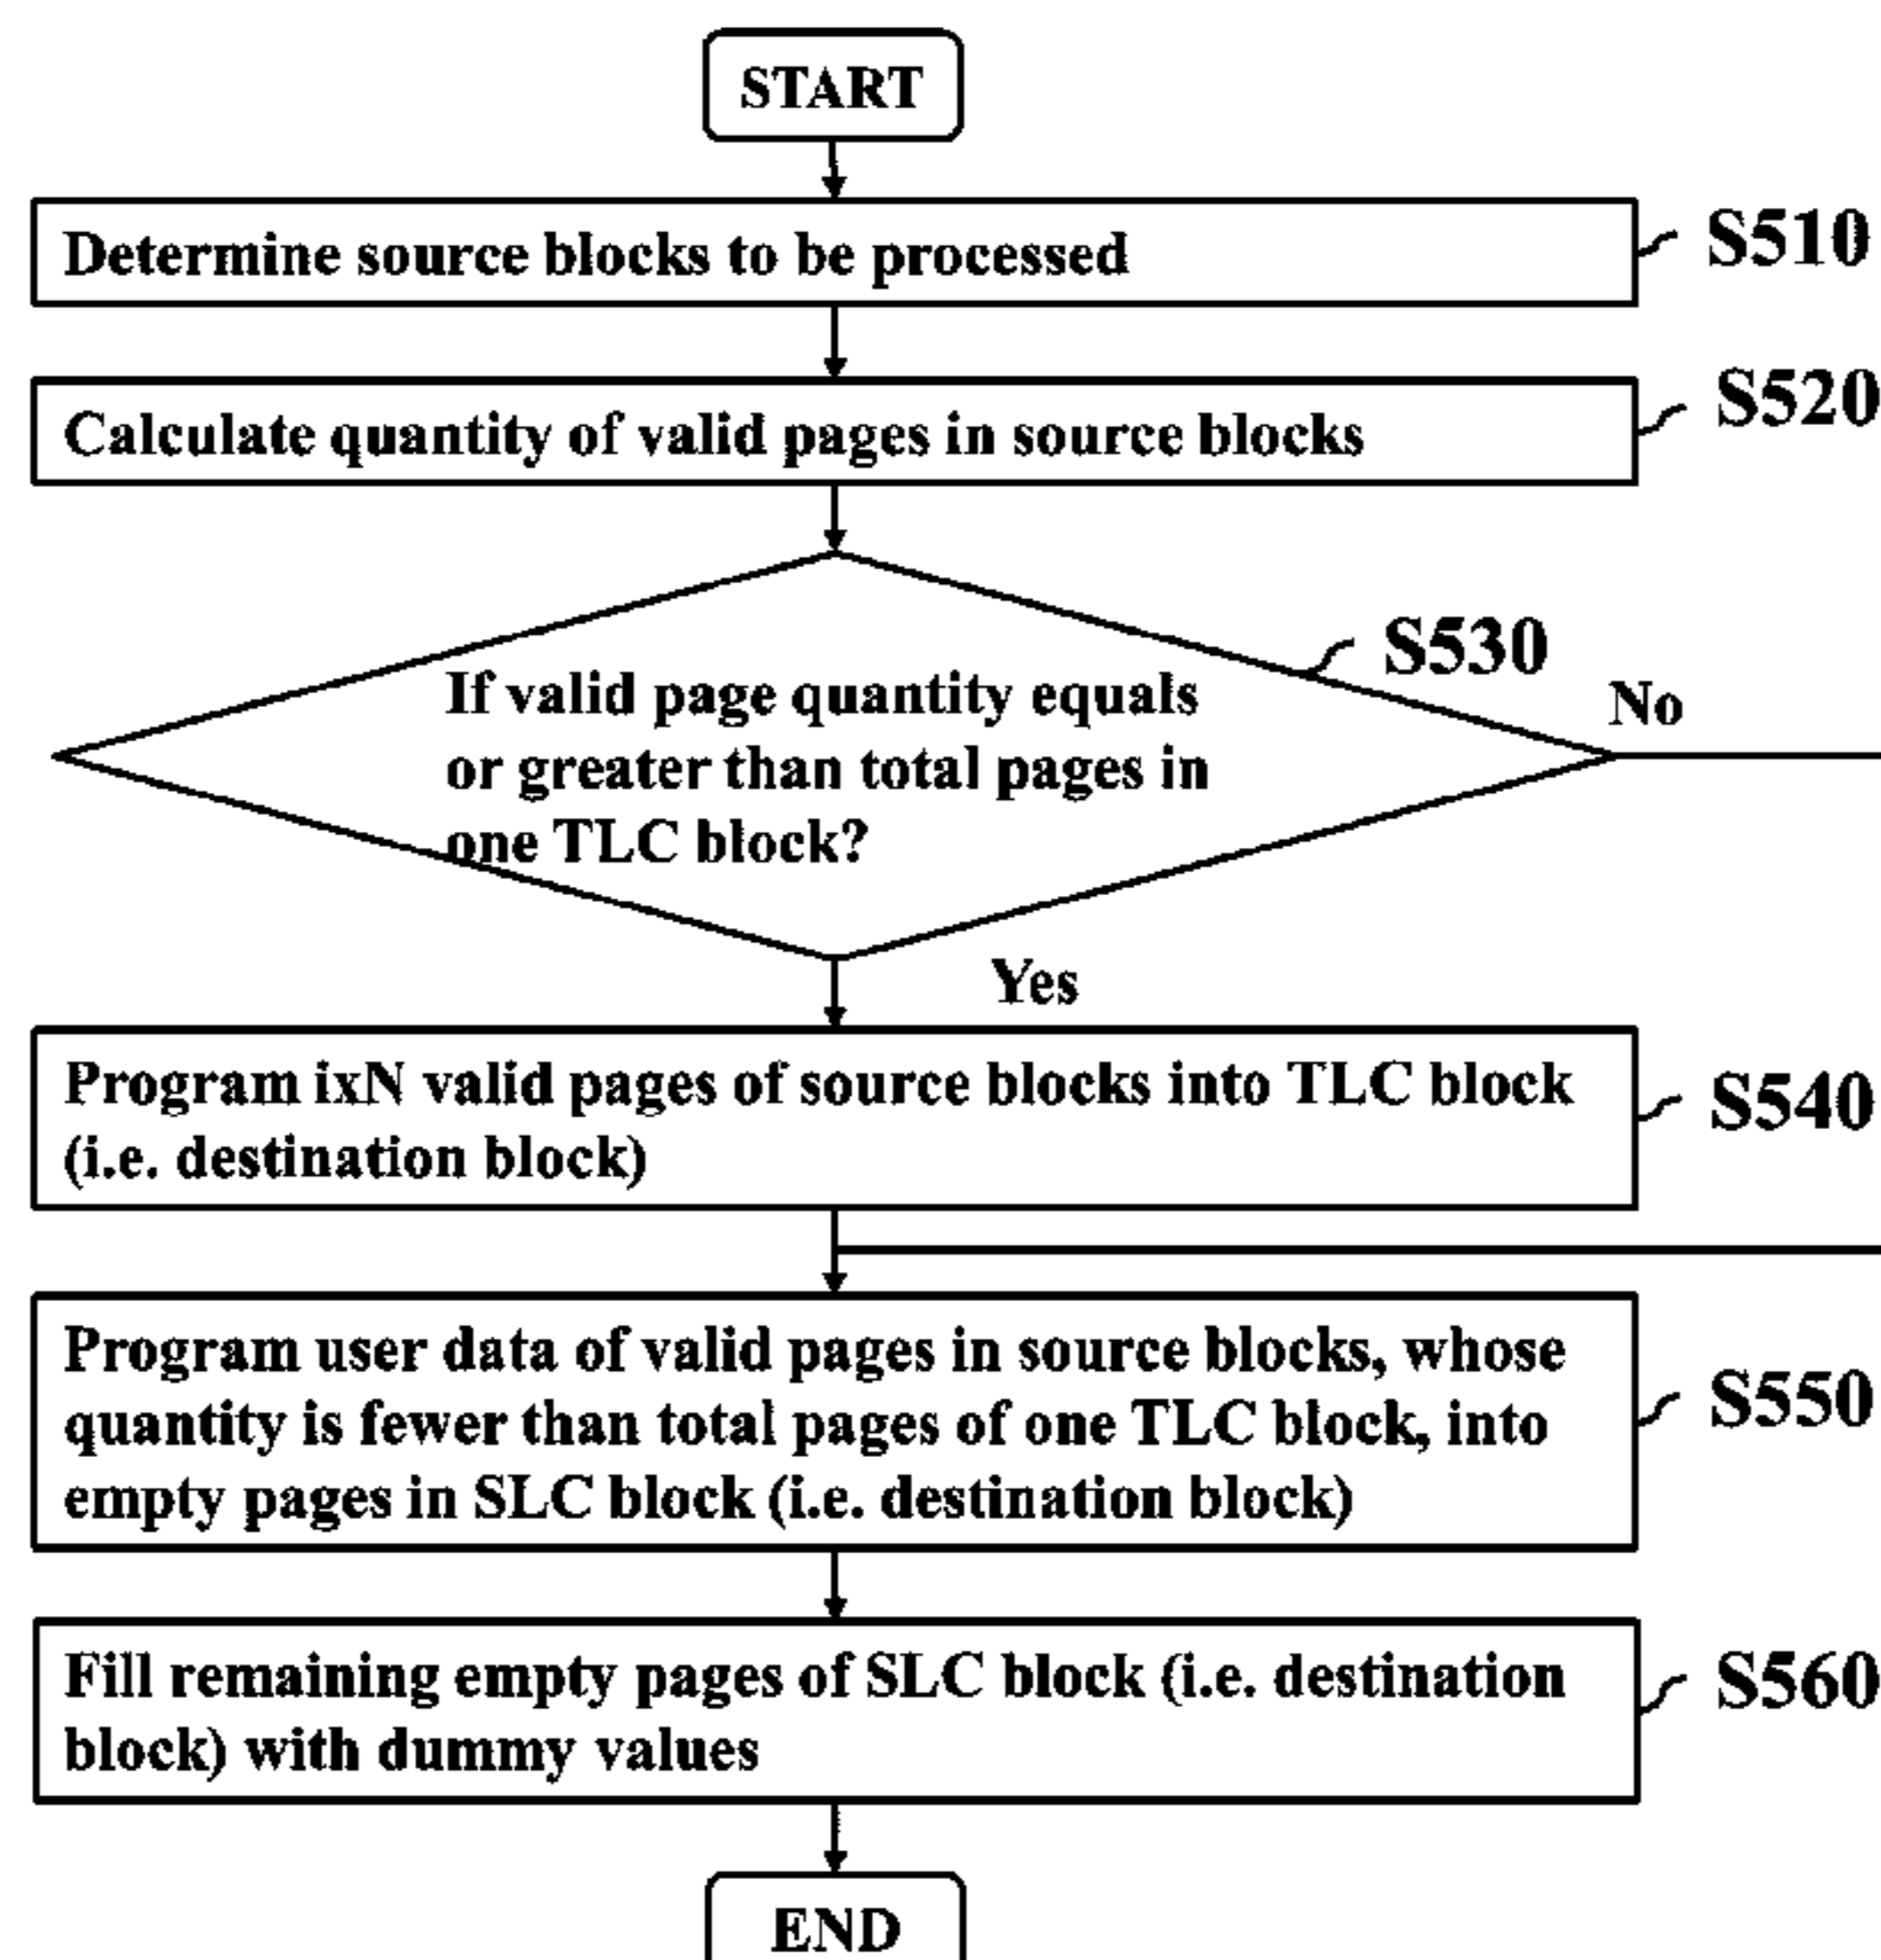 START
Determine source blocks to be processed
S510
Calculate quantity of valid pages in source blocks
S520
If valid page quantity equals
or greater than total pages in
one TLC block?
S530
No
Yes
Program ixN valid pages of source blocks into TLC block
(i.e. destination block)
S540
Program user data of valid pages in source blocks, whose
quantity is fewer than total pages of one TLC block, into
empty pages in SLC block (i.e. destination block)
S550
Fill remaining empty pages of SLC block (i.e. destination
block) with dummy values
S560
END